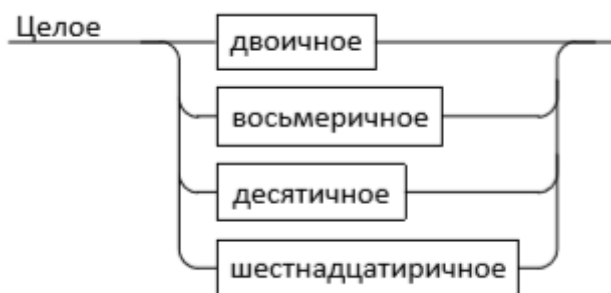 Целое
двоичное
восьмеричное
десятичное
шестнадцатиричное